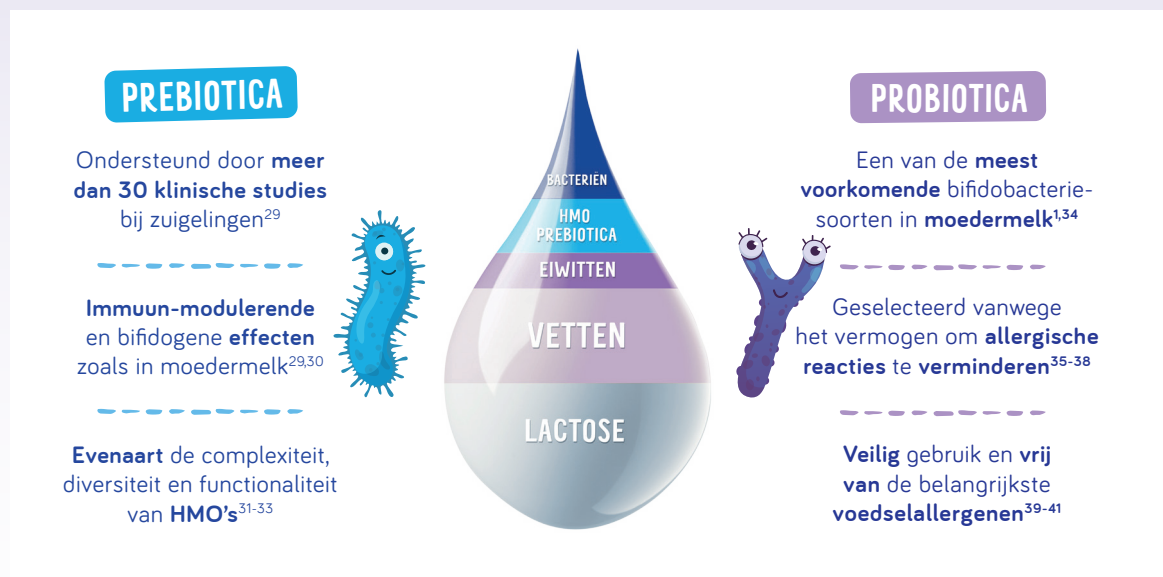 PREBIOTICA
Ondersteund door meer
dan 30 klinische studies
bij zuigelingen29
Immuun-modulerende
en bifidogene effecten
zoals in moedermelk29,30
Evenaart de complexiteit,
diversiteit en functionaliteit
van HMO's31-33
BACTERIËN
HMO
PREBIOTICA
EIWITTEN
VETTEN
LACTOSE
PROBIOTICA
Een van de meest
voorkomende bifidobacterie-
soorten in moedermelk1,34
Geselecteerd vanwege
het vermogen om allergische
reacties te verminderen35-38
Veilig gebruik en vrij
van de belangrijkste
voedselallergenen39-41